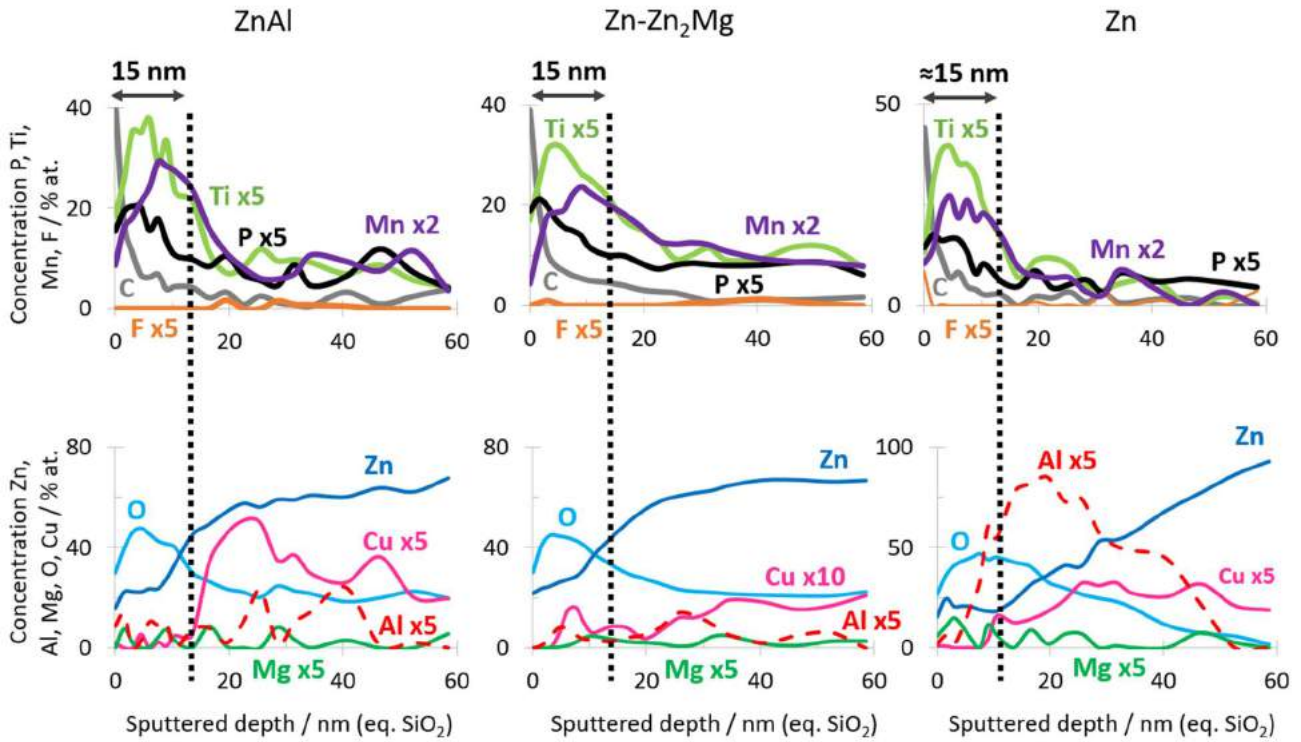 ZnAl
Zn-Zn₂Mg
Zn
15 nm
15 nm
≈15 nm
Concentration P, Ti,
Mn, F / % at.
40
20
0
Ti x5
P x5
Mn x2
C
F x5
0
20
40
60
40
20
0
Ti x5
Mn x2
P x5
C
F x5
0
20
40
60
50
0
Ti x5
Mn x2
P x5
C
F x5
0
20
40
60
Concentration Zn,
Al, Mg, O, Cu / % at.
80
40
0
O
Zn
Cu x5
Al x5
Mg x5
0
20
40
60
Sputtered depth / nm (eq. SiO₂)
80
40
0
O
Zn
Cu x10
Al x5
Mg x5
0
20
40
60
Sputtered depth / nm (eq. SiO₂)
100
50
0
O
Al x5
Zn
Cu x5
Mg x5
0
20
40
60
Sputtered depth / nm (eq. SiO₂)